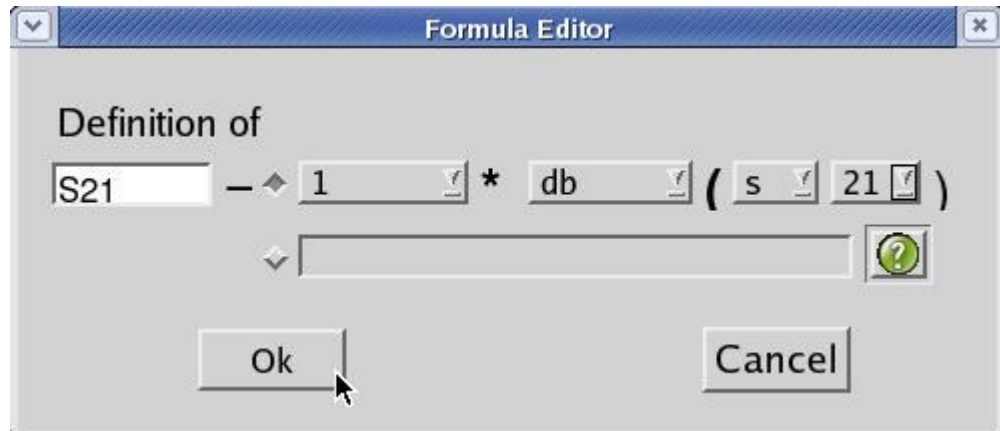 Formula Editor
Definition of
S21 – 1 * db ( s 21 )
?
Ok Cancel